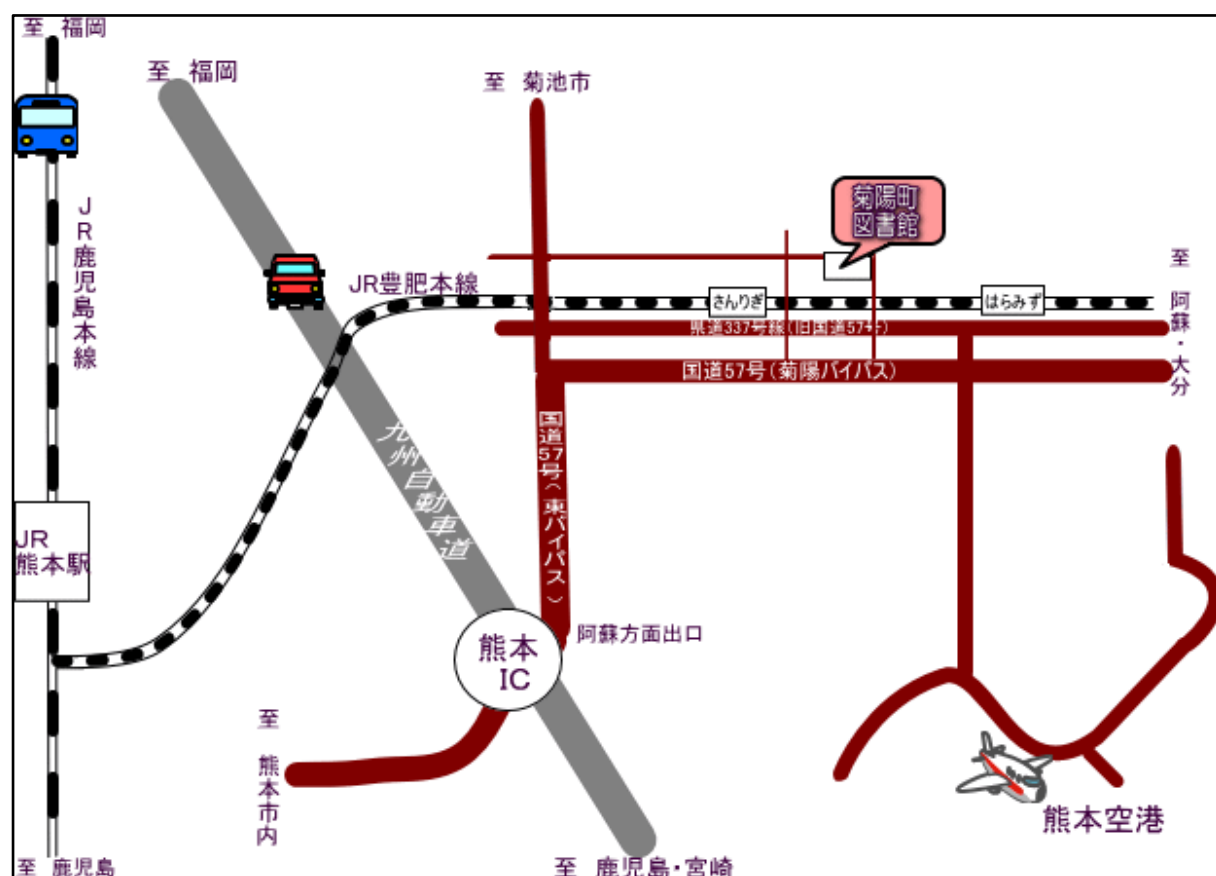 至 福岡
至 福岡
至 菊池市
菊陽町
図書館
JR鹿児島本線
JR豊肥本線
さんりぎ
はらみず
至 阿蘇・大分
県道337号線(旧国道57号)
国道57号(菊陽バイパス)
九州自動車道
国道57号(東バイパス)
JR
熊本駅
阿蘇方面出口
熊本
IC
至 熊本市内
熊本空港
至 鹿児島
至 鹿児島・宮崎